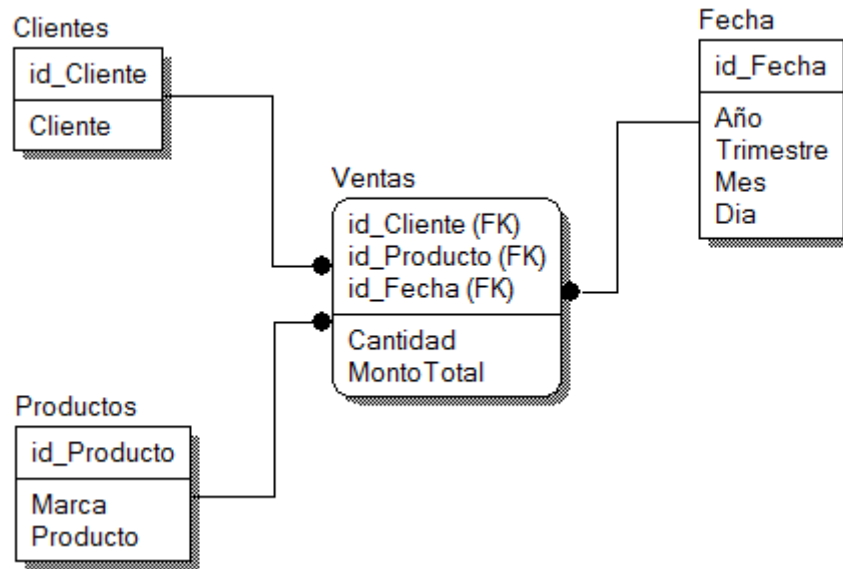 Clientes
id_Cliente
Cliente
Fecha
id_Fecha
Año
Trimestre
Mes
Dia
Ventas
id_Cliente (FK)
id_Producto (FK)
id_Fecha (FK)
Cantidad
MontoTotal
Productos
id_Producto
Marca
Producto